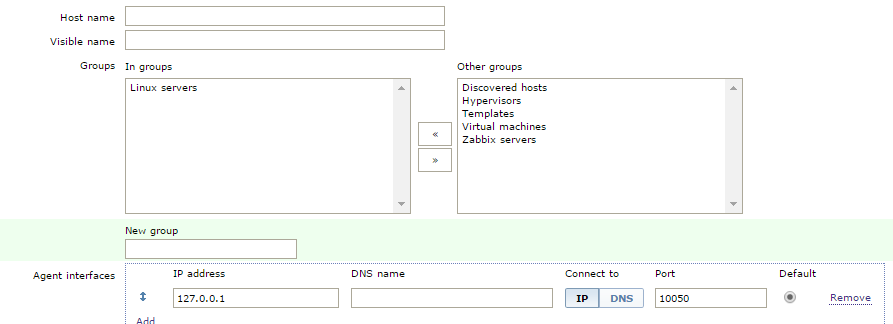 Host name
Visible name
Groups In groups Other groups
Linux servers Discovered hosts
Hypervisors
Templates
Virtual machines
Zabbix servers
«
»
New group
Agent interfaces IP address DNS name Connect to Port Default
127.0.0.1 IP DNS 10050 Remove
Add